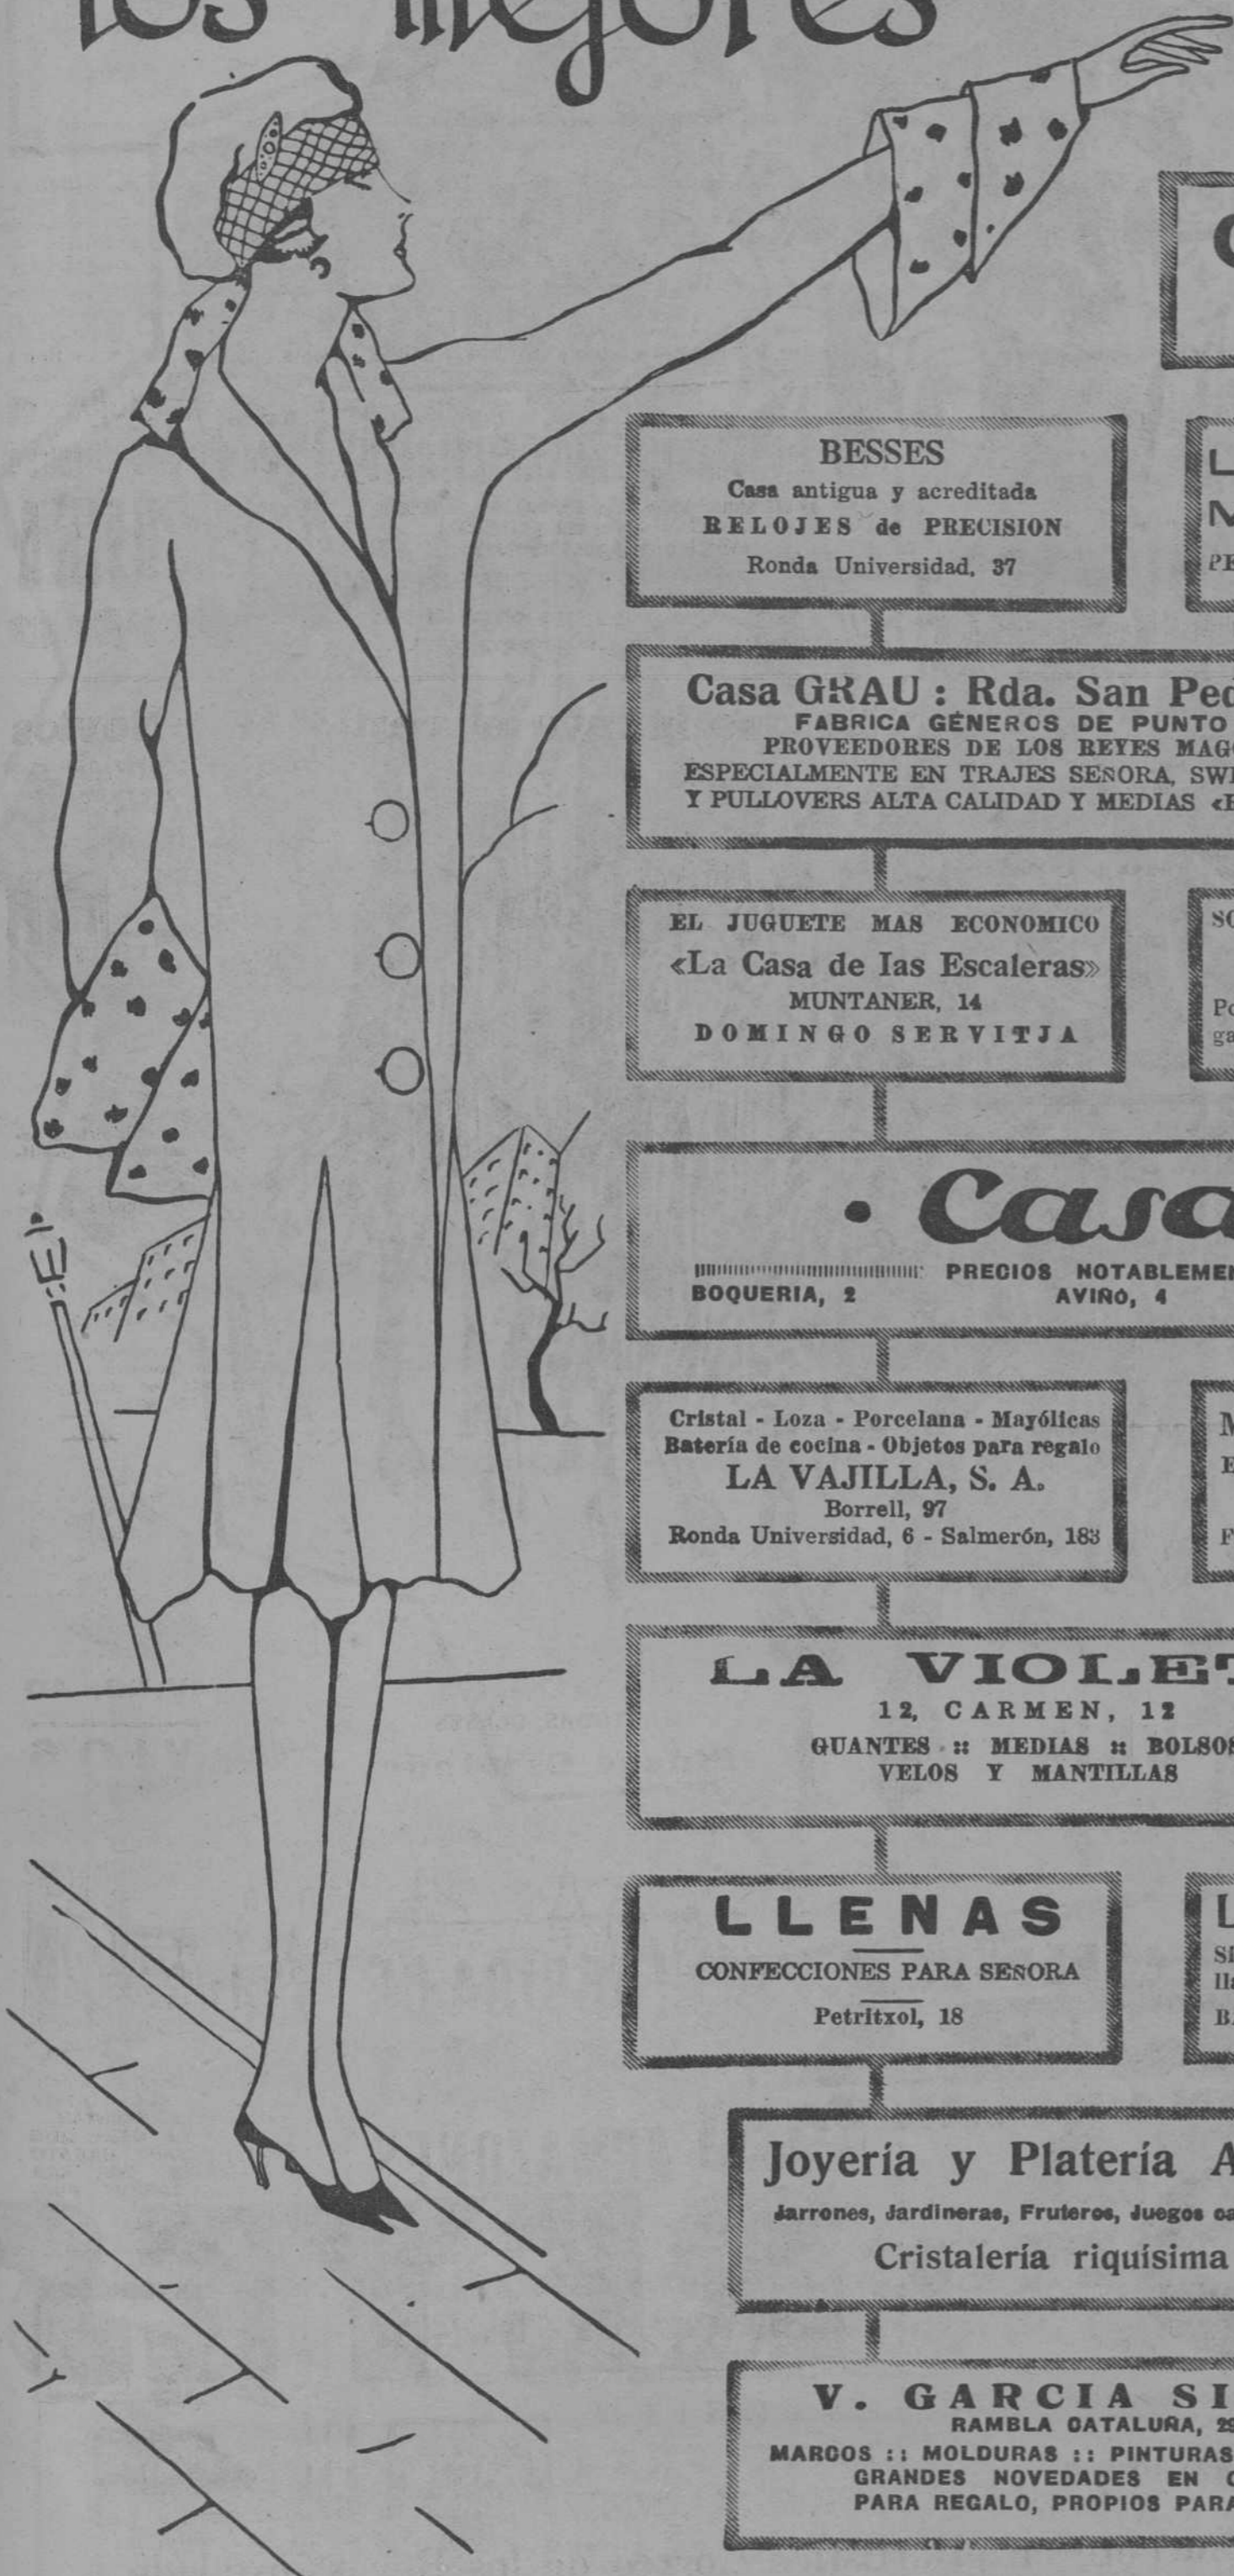 los mejores
BESSES
Casa antigua y acreditada
RELOJES de PRECISION
Ronda Universidad, 37
Casa GRAU : Rda. San Ped
FABRICA GÉNEROS DE PUNTO
PROVEEDORES DE LOS REYES MAG
ESPECIALMENTE EN TRAJES SEÑORA, SW
Y PULLOVERS ALTA CALIDAD Y MEDIAS «
EL JUGUETE MAS ECONOMICO
«La Casa de las Escaleras»
MUNTANER, 14
DOMINGO SERVITJA
• Casa
PRECIOS NOTABLEME
BOQUERIA, 2 AVIÑÓ, 4
Cristal - Loza - Porcelana - Mayólicas
Batería de cocina - Objetos para regalo
LA VAJILLA, S. A.
Borrell, 97
Ronda Universidad, 6 - Salmerón, 183
LA VIOLET
12, CARMEN, 12
GUANTES :: MEDIAS :: BOLSOS
VELOS Y MANTILLAS
LLENAS
CONFECCIONES PARA SEÑORA
Petritxol, 18
Joyería y Platería A
Jarrones, Jardineras, Fruteros, Juegos ca
Cristalería riquísima
V. GARCIA SI
RAMBLA CATALUÑA, 29
MARCOS :: MOLDURAS :: PINTURAS
GRANDES NOVEDADES EN
PARA REGALO, PROPIOS PARA